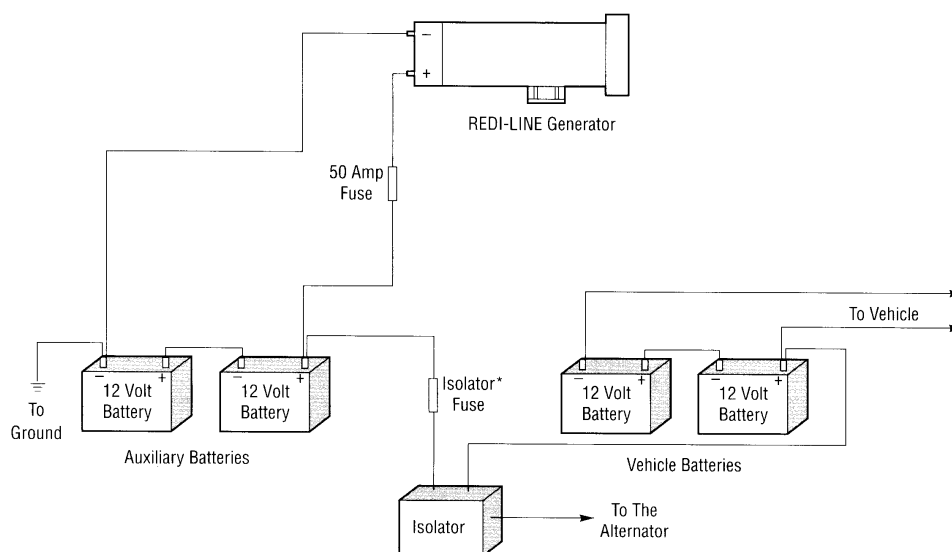 −
+
REDI-LINE Generator
50 Amp
Fuse
To Vehicle
− +
12 Volt
Battery
− +
12 Volt
Battery
Isolator*
Fuse
− +
12 Volt
Battery
− +
12 Volt
Battery
To
Ground
Auxiliary Batteries
Vehicle Batteries
Isolator
To The
Alternator